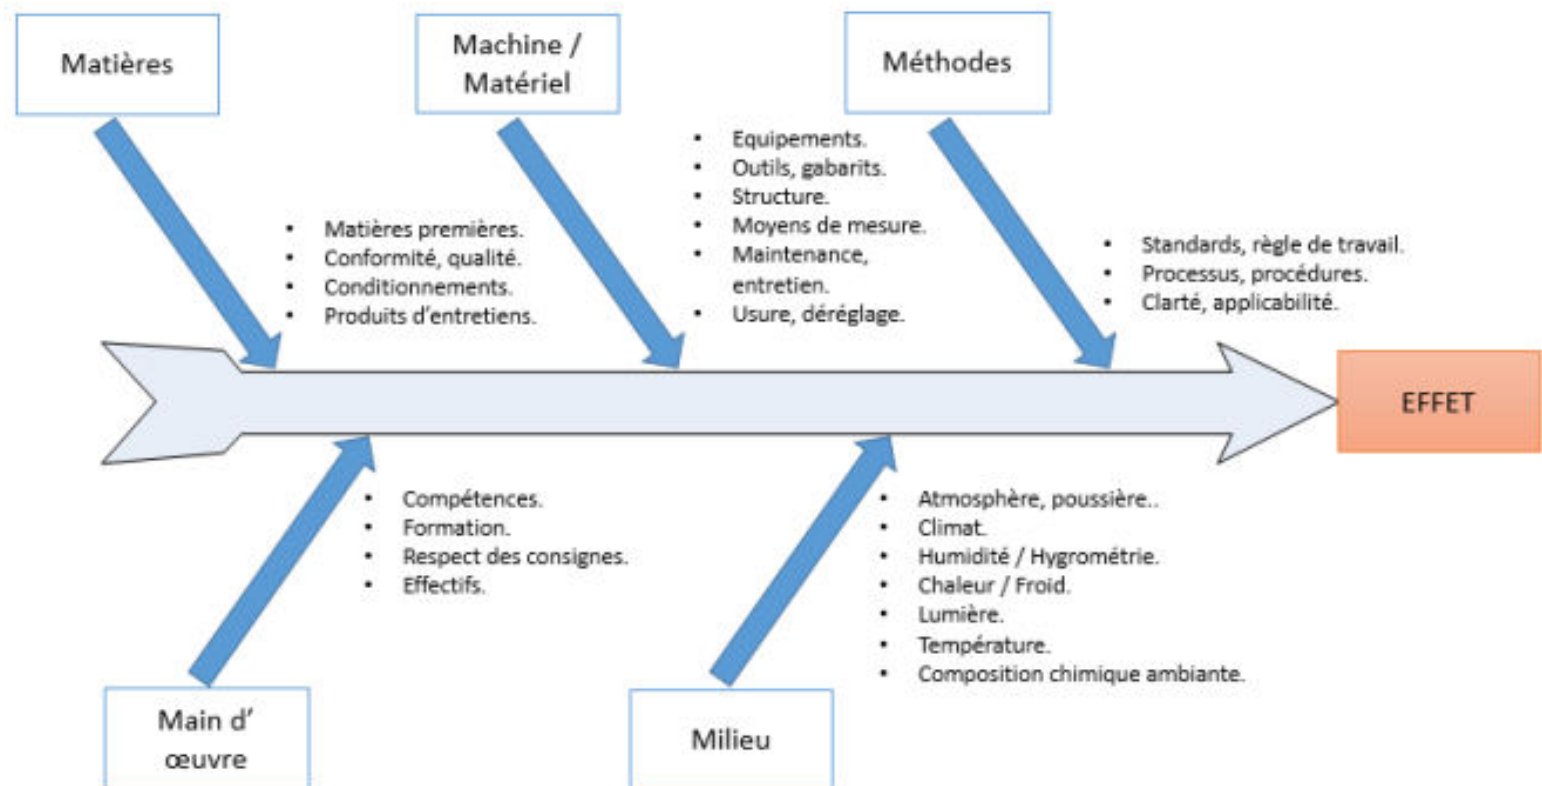 Matières
Machine /
Matériel
Méthodes
• Matières premières.
• Conformité, qualité.
• Conditionnements.
• Produits d'entretiens.
• Equipements.
• Outils, gabarits.
• Structure.
• Moyens de mesure.
• Maintenance,
entretien.
• Usure, déréglage.
• Standards, règle de travail.
• Processus, procédures.
• Clarté, applicabilité.
EFFET
• Compétences.
• Formation.
• Respect des consignes.
• Effectifs.
• Atmosphère, poussière..
• Climat.
• Humidité / Hygrométrie.
• Chaleur / Froid.
• Lumière.
• Température.
• Composition chimique ambiante.
Main d'
œuvre
Milieu